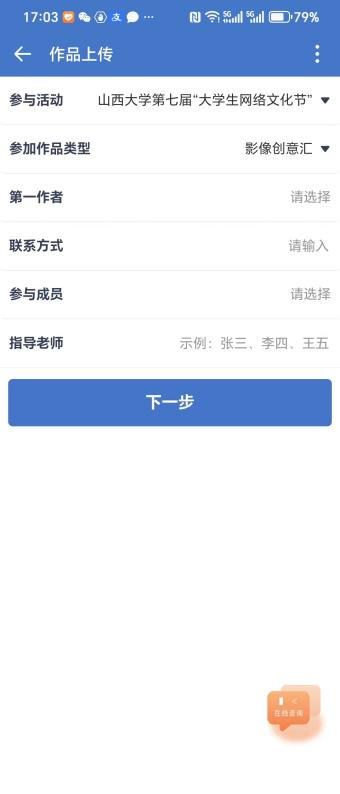 17:03 79%
作品上传
参与活动 山西大学第七届“大学生网络文化节”
参加作品类型 影像创意汇
第一作者 请选择
联系方式 请输入
参与成员 请选择
指导老师 示例：张三、李四、王五
下一步
在线咨询